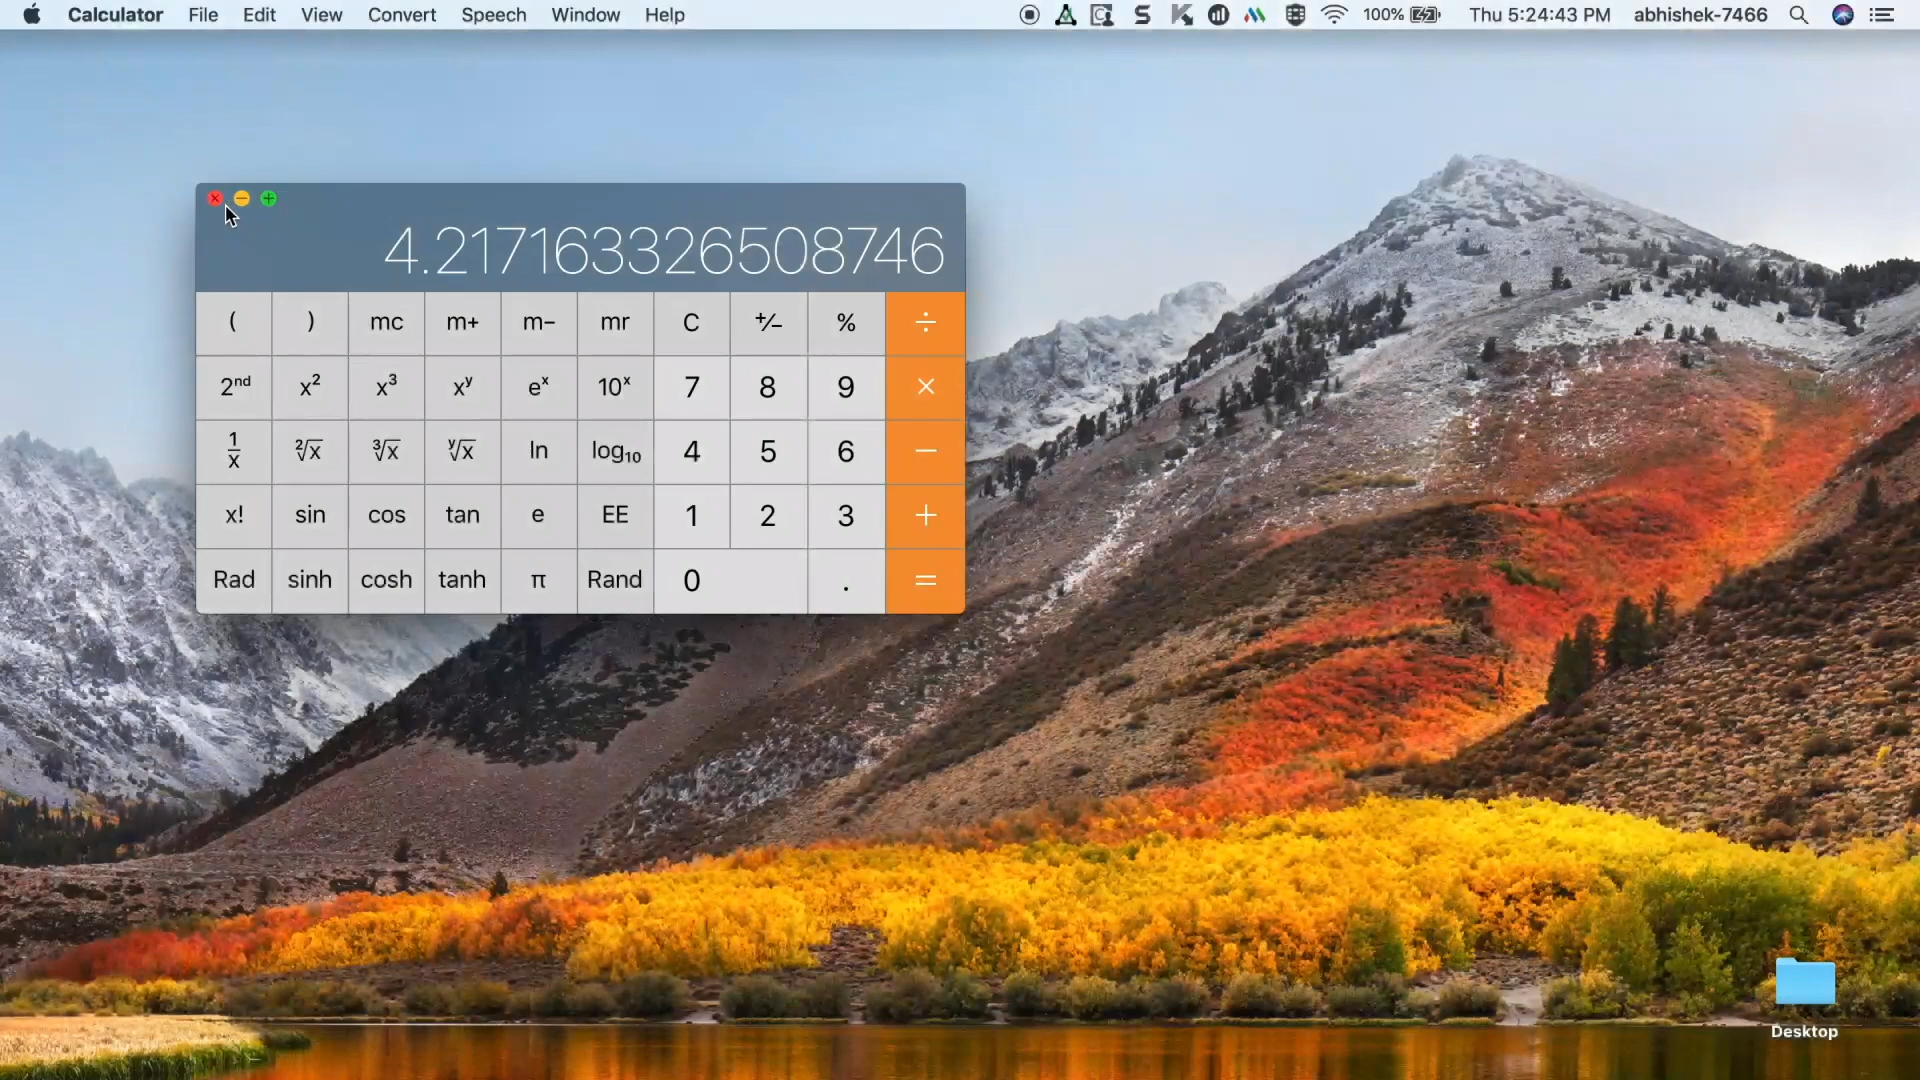 Calculator File Edit View Convert Speech Window Help 100% Thu 5:24:43 PM abhishek-7466
4.217163326508746
( ) mc m+ m− mr C ⁺∕₋ % ÷
2ⁿᵈ x² x³ xʸ eˣ 10ˣ 7 8 9 ×
1/x ²√x ³√x ʸ√x ln log₁₀ 4 5 6 −
x! sin cos tan e EE 1 2 3 +
Rad sinh cosh tanh π Rand 0 . =
Desktop